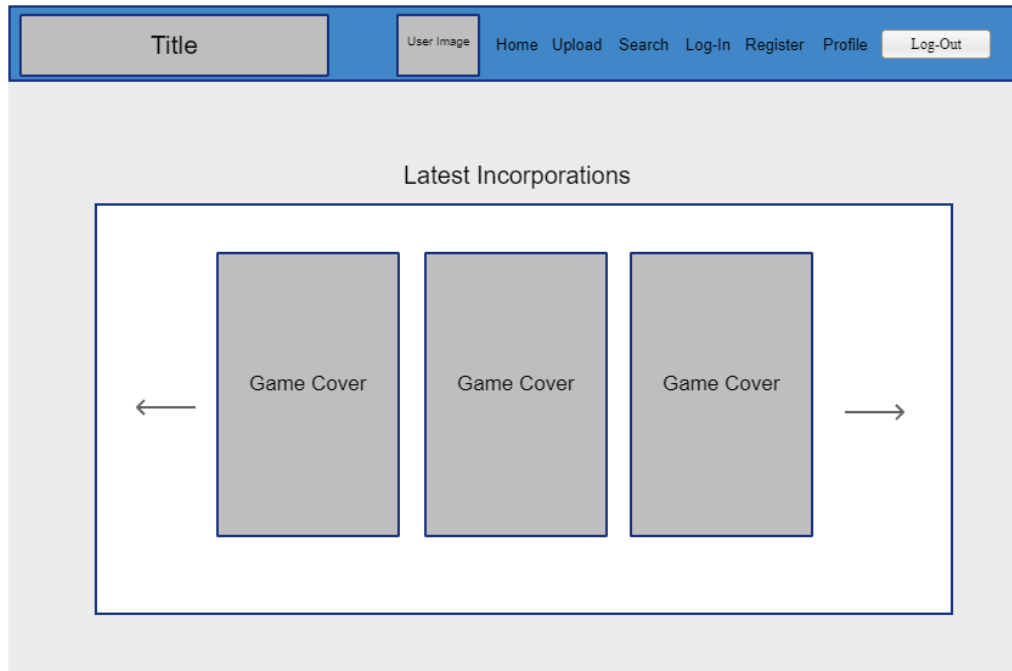 Title
User Image
Home Upload Search Log-In Register Profile Log-Out
Latest Incorporations
Game Cover Game Cover Game Cover